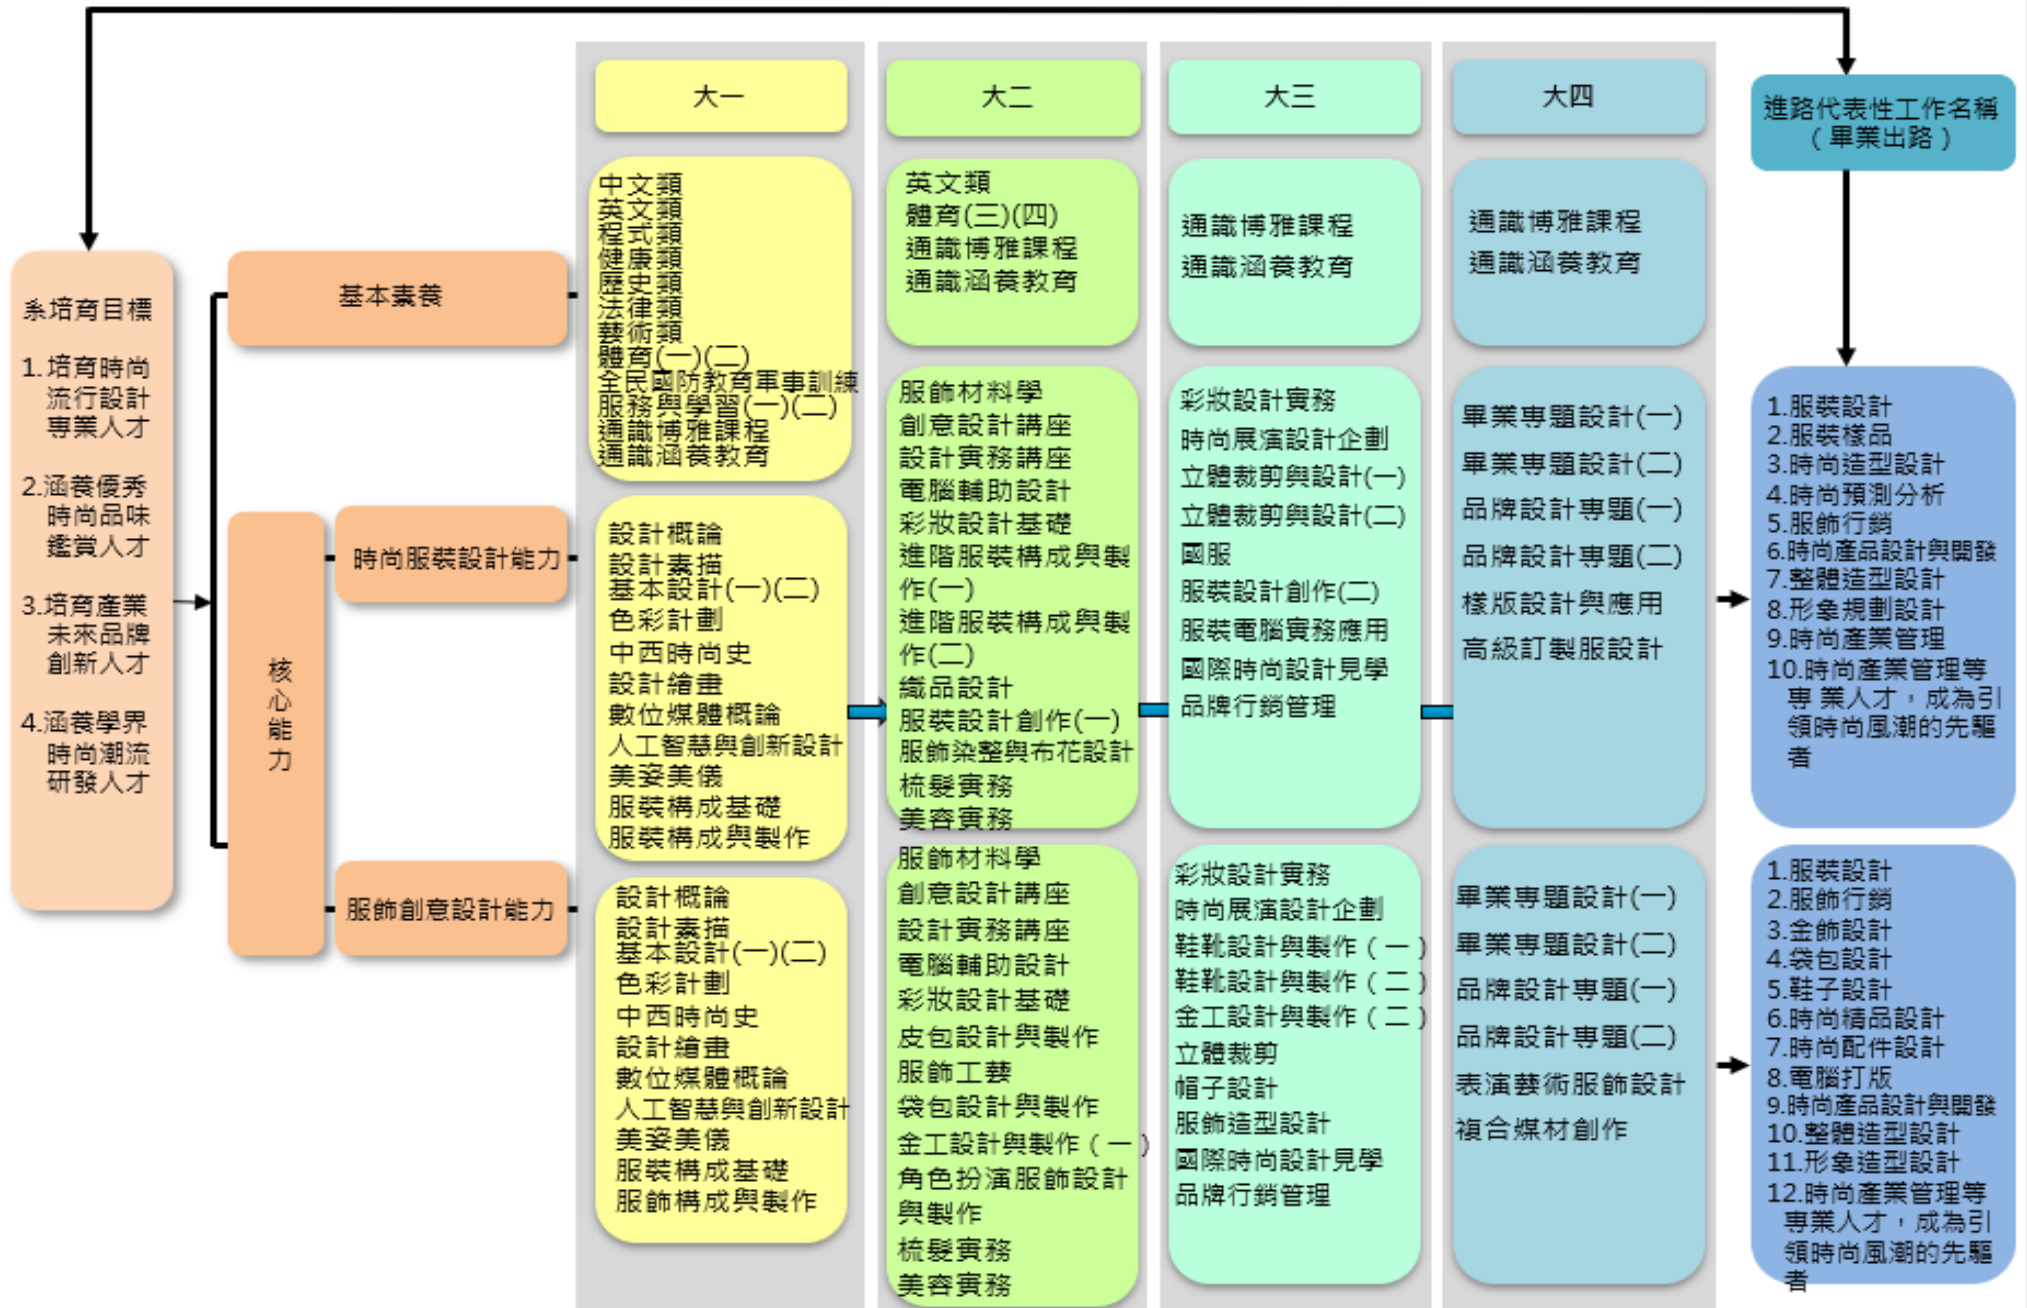 大一
大二
大三
大四
進路代表性工作名稱
(畢業出路)
系培育目標
1.培育時尚
流行設計
專業人才
2.涵養優秀
時尚品味
鑑賞人才
3.培育產業
未來品牌
創新人才
4.涵養學界
時尚潮流
研發人才
基本素養
核
心
能
力
時尚服裝設計能力
服飾創意設計能力
中文類
英文類
程式類
健康類
歷史類
法律類
藝術類
體育(一)(二)
全民國防教育軍事訓練
服務與學習(一)(二)
通識博雅課程
通識涵養教育
英文類
體育(三)(四)
通識博雅課程
通識涵養教育
通識博雅課程
通識涵養教育
通識博雅課程
通識涵養教育
設計概論
設計素描
基本設計(一)(二)
色彩計劃
中西時尚史
設計繪畫
數位媒體概論
人工智慧與創新設計
美姿美儀
服裝構成基礎
服裝構成與製作
服飾材料學
創意設計講座
設計實務講座
電腦輔助設計
彩妝設計基礎
進階服裝構成與製
作(一)
進階服裝構成與製
作(二)
織品設計
服裝設計創作(一)
服飾染整與布花設計
梳髮實務
美容實務
彩妝設計實務
時尚展演設計企劃
立體裁剪與設計(一)
立體裁剪與設計(二)
國服
服裝設計創作(二)
服裝電腦實務應用
國際時尚設計見學
品牌行銷管理
畢業專題設計(一)
畢業專題設計(二)
品牌設計專題(一)
品牌設計專題(二)
樣版設計與應用
高級訂製服設計
1.服裝設計
2.服裝樣品
3.時尚造型設計
4.時尚預測分析
5.服飾行銷
6.時尚產品設計與開發
7.整體造型設計
8.形象規劃設計
9.時尚產業管理
10.時尚產業管理等
專 業人才，成為引
領時尚風潮的先驅
者
設計概論
設計素描
基本設計(一)(二)
色彩計劃
中西時尚史
設計繪畫
數位媒體概論
人工智慧與創新設計
美姿美儀
服裝構成基礎
服飾構成與製作
服飾材料學
創意設計講座
設計實務講座
電腦輔助設計
彩妝設計基礎
皮包設計與製作
服飾工藝
袋包設計與製作
金工設計與製作(一)
角色扮演服飾設計
與製作
梳髮實務
美容實務
彩妝設計實務
時尚展演設計企劃
鞋靴設計與製作(一)
鞋靴設計與製作(二)
金工設計與製作(二)
立體裁剪
帽子設計
服飾造型設計
國際時尚設計見學
品牌行銷管理
畢業專題設計(一)
畢業專題設計(二)
品牌設計專題(一)
品牌設計專題(二)
表演藝術服飾設計
複合媒材創作
1.服裝設計
2.服飾行銷
3.金飾設計
4.袋包設計
5.鞋子設計
6.時尚精品設計
7.時尚配件設計
8.電腦打版
9.時尚產品設計與開發
10.整體造型設計
11.形象造型設計
12.時尚產業管理等
專業人才，成為引
領時尚風潮的先驅
者